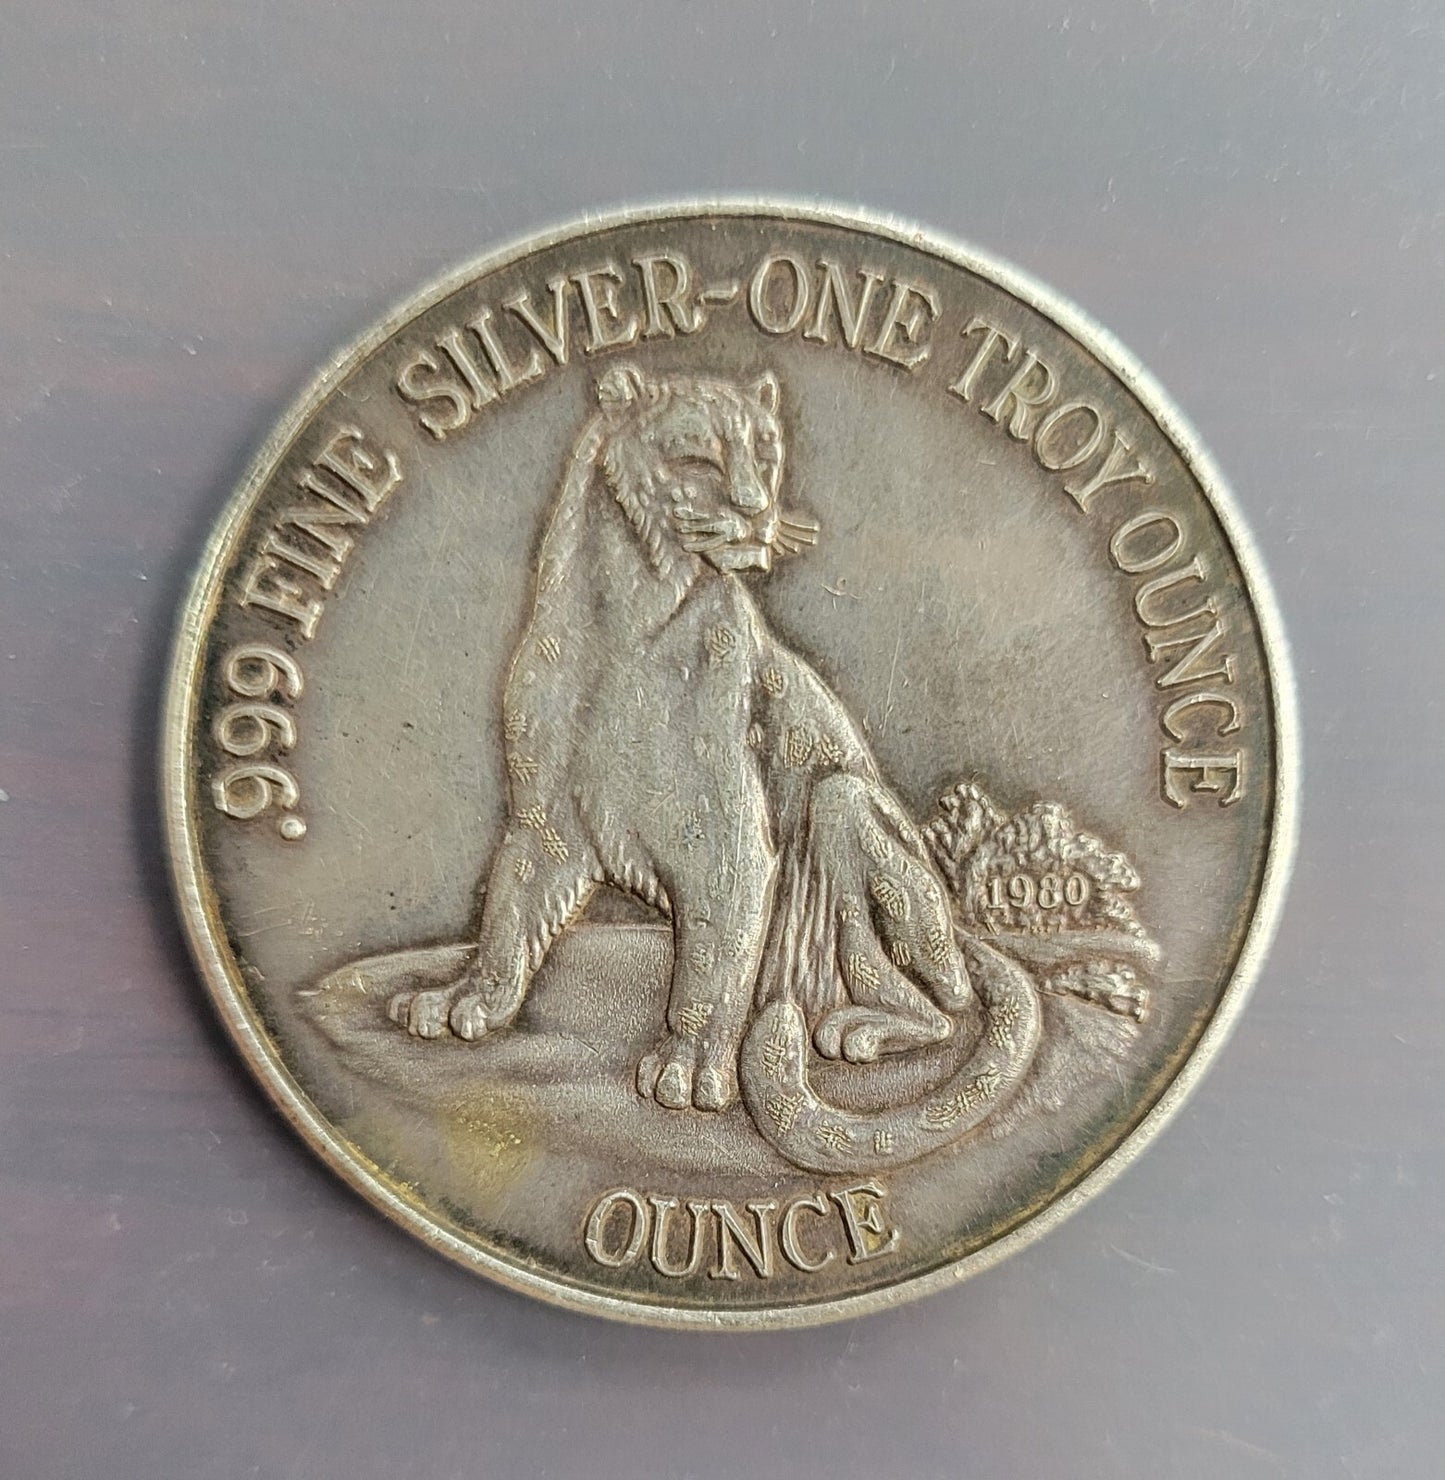 .999 FINE SILVER-ONE TROY OUNCE
1980
OUNCE